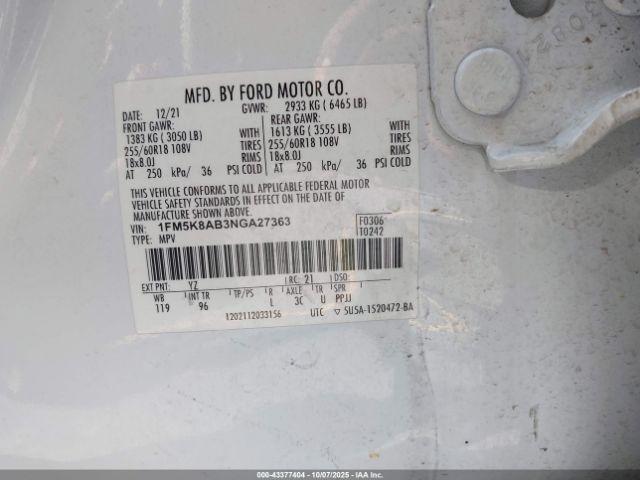 MFD. BY FORD MOTOR CO.
DATE: 12/21 GVWR: 2933 KG ( 6465 LB)
FRONT GAWR: REAR GAWR:
1383 KG ( 3050 LB) WITH 1613 KG ( 3555 LB) WITH
255/60R18 108V TIRES 255/60R18 108V TIRES
18x8.0J RIMS 18x8.0J RIMS
AT 250 kPa/ 36 PSI COLD AT 250 kPa/ 36 PSI COLD
THIS VEHICLE CONFORMS TO ALL APPLICABLE FEDERAL MOTOR
VEHICLE SAFETY STANDARDS IN EFFECT ON THE DATE OF
MANUFACTURE SHOWN ABOVE.
VIN: 1FM5K8AB3NGA27363 F0306
TYPE: MPV T0242
EXT PNT: YZ RC: 21 DSO:
WB INT TR TP/PS R AXLE TR SPR
119 96 L 3C U PPJJ
1202112033156 UTC ▽ 5U5A-1520472-BA
000-43377404 | 10/07/2025 | IAAI.COM